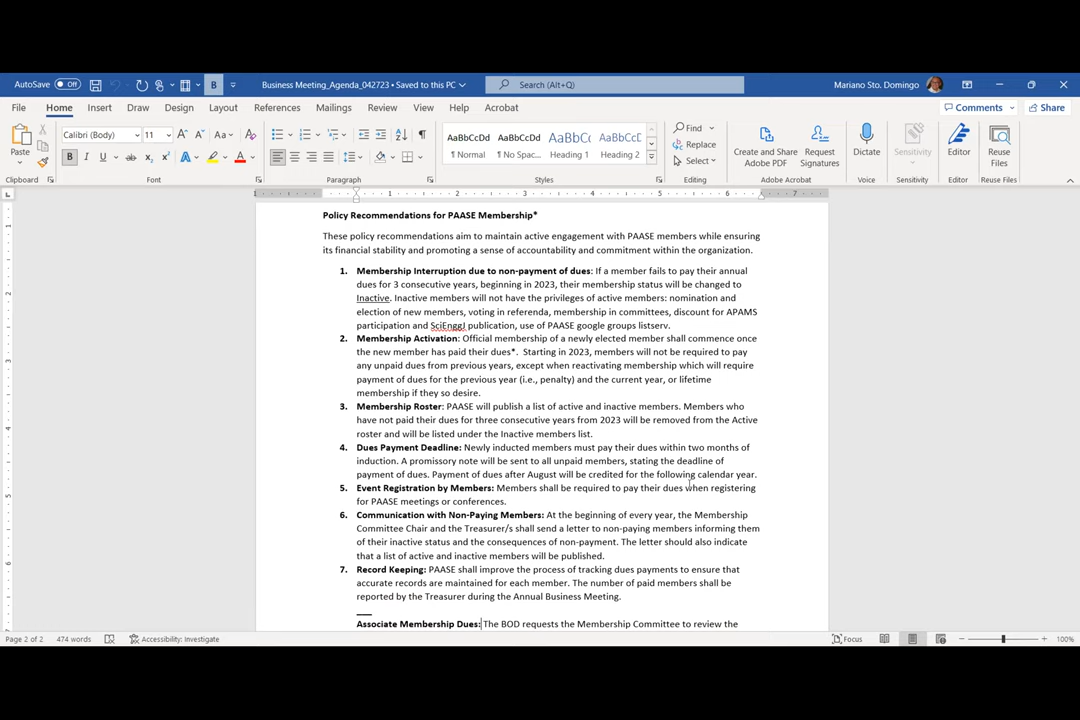 AutoSave Off Business Meeting_Agenda_042723 • Saved to this PC Search (Alt+Q) Mariano Sto. Domingo
File Home Insert Draw Design Layout References Mailings Review View Help Acrobat Comments Share
Paste Calibri (Body) 11 AaBbCcDd AaBbCcDd AaBbC( AaBbCcD Find Replace Select Create and Share Adobe PDF Request Signatures Dictate Sensitivity Editor Reuse Files
¶ Normal ¶ No Spac... Heading 1 Heading 2
Clipboard Font Paragraph Styles Editing Adobe Acrobat Voice Sensitivity Editor Reuse Files
Policy Recommendations for PAASE Membership*
These policy recommendations aim to maintain active engagement with PAASE members while ensuring
its financial stability and promoting a sense of accountability and commitment within the organization.
1. Membership Interruption due to non-payment of dues: If a member fails to pay their annual
dues for 3 consecutive years, beginning in 2023, their membership status will be changed to
Inactive. Inactive members will not have the privileges of active members: nomination and
election of new members, voting in referenda, membership in committees, discount for APAMS
participation and SciEnggJ publication, use of PAASE google groups listserv.
2. Membership Activation: Official membership of a newly elected member shall commence once
the new member has paid their dues*. Starting in 2023, members will not be required to pay
any unpaid dues from previous years, except when reactivating membership which will require
payment of dues for the previous year (i.e., penalty) and the current year, or lifetime
membership if they so desire.
3. Membership Roster: PAASE will publish a list of active and inactive members. Members who
have not paid their dues for three consecutive years from 2023 will be removed from the Active
roster and will be listed under the Inactive members list.
4. Dues Payment Deadline: Newly inducted members must pay their dues within two months of
induction. A promissory note will be sent to all unpaid members, stating the deadline of
payment of dues. Payment of dues after August will be credited for the following calendar year.
5. Event Registration by Members: Members shall be required to pay their dues when registering
for PAASE meetings or conferences.
6. Communication with Non-Paying Members: At the beginning of every year, the Membership
Committee Chair and the Treasurer/s shall send a letter to non-paying members informing them
of their inactive status and the consequences of non-payment. The letter should also indicate
that a list of active and inactive members will be published.
7. Record Keeping: PAASE shall improve the process of tracking dues payments to ensure that
accurate records are maintained for each member. The number of paid members shall be
reported by the Treasurer during the Annual Business Meeting.
Associate Membership Dues: The BOD requests the Membership Committee to review the
Page 2 of 2 474 words Accessibility: Investigate Focus 100%